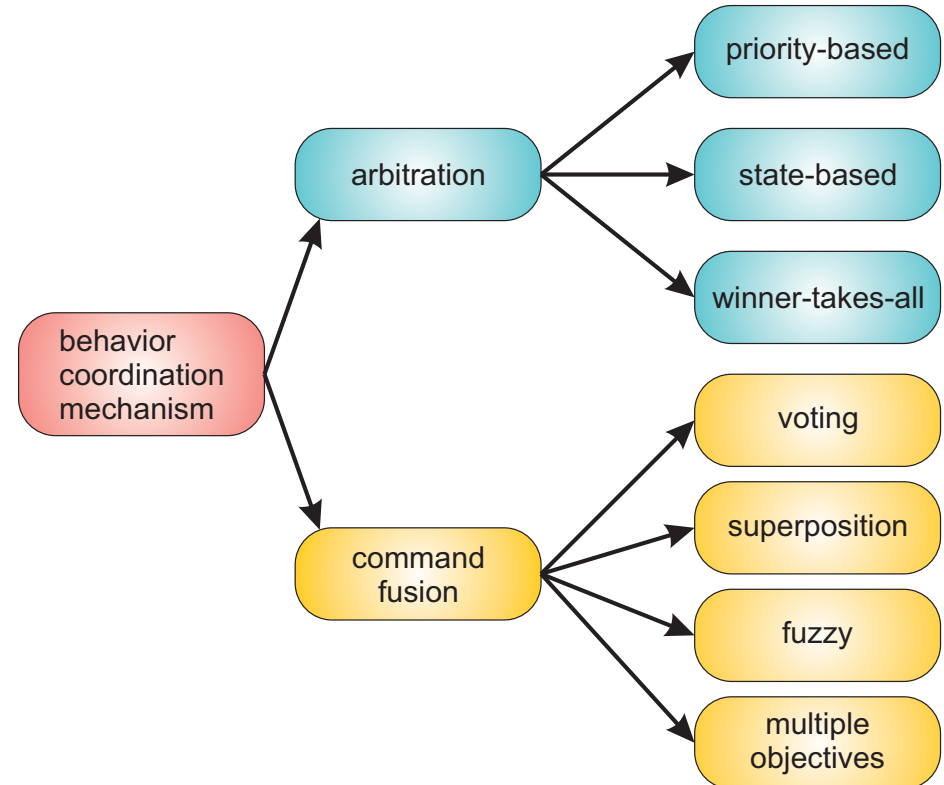 priority-based
arbitration
state-based
winner-takes-all
behavior
coordination
mechanism
voting
superposition
command
fusion
fuzzy
multiple
objectives